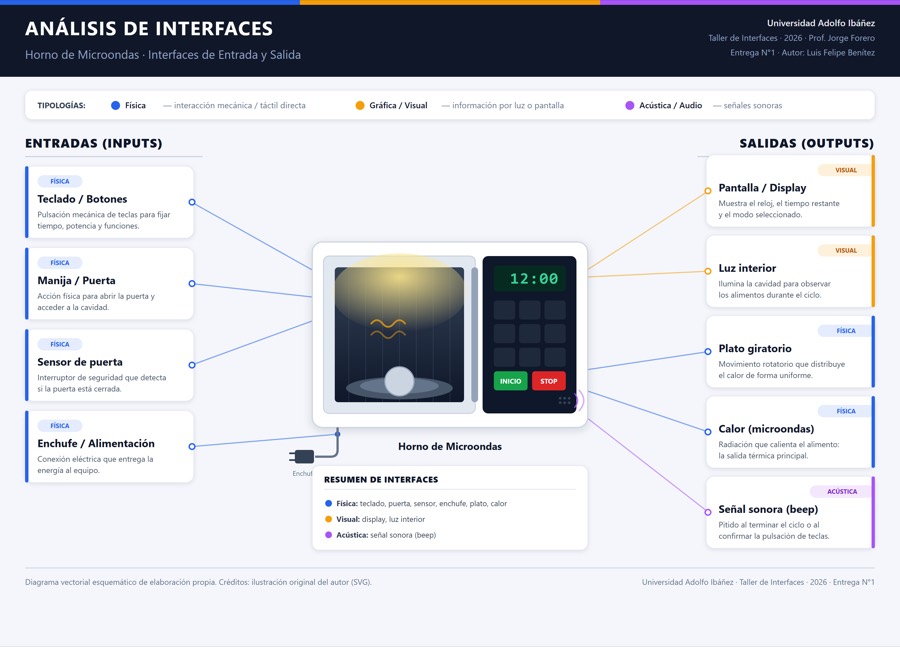 ANÁLISIS DE INTERFACES
Horno de Microondas · Interfaces de Entrada y Salida
Universidad Adolfo Ibáñez
Taller de Interfaces · 2026 · Prof. Jorge Forero
Entrega N°1 · Autor: Luis Felipe Benítez
TIPOLOGÍAS: Física — interacción mecánica / táctil directa Gráfica / Visual — información por luz o pantalla Acústica / Audio — señales sonoras
ENTRADAS (INPUTS)
FÍSICA
Teclado / Botones
Pulsación mecánica de teclas para fijar
tiempo, potencia y funciones.
FÍSICA
Manija / Puerta
Acción física para abrir la puerta y
acceder a la cavidad.
FÍSICA
Sensor de puerta
Interruptor de seguridad que detecta
si la puerta está cerrada.
FÍSICA
Enchufe / Alimentación
Conexión eléctrica que entrega la
energía al equipo.
12:00
INICIO STOP
Enchuf
Horno de Microondas
RESUMEN DE INTERFACES
Física: teclado, puerta, sensor, enchufe, plato, calor
Visual: display, luz interior
Acústica: señal sonora (beep)
SALIDAS (OUTPUTS)
VISUAL
Pantalla / Display
Muestra el reloj, el tiempo restante
y el modo seleccionado.
VISUAL
Luz interior
Ilumina la cavidad para observar
los alimentos durante el ciclo.
FÍSICA
Plato giratorio
Movimiento rotatorio que distribuye
el calor de forma uniforme.
FÍSICA
Calor (microondas)
Radiación que calienta el alimento:
la salida térmica principal.
ACÚSTICA
Señal sonora (beep)
Pitido al terminar el ciclo o al
confirmar la pulsación de teclas.
Diagrama vectorial esquemático de elaboración propia. Créditos: ilustración original del autor (SVG).
Universidad Adolfo Ibáñez · Taller de Interfaces · 2026 · Entrega N°1